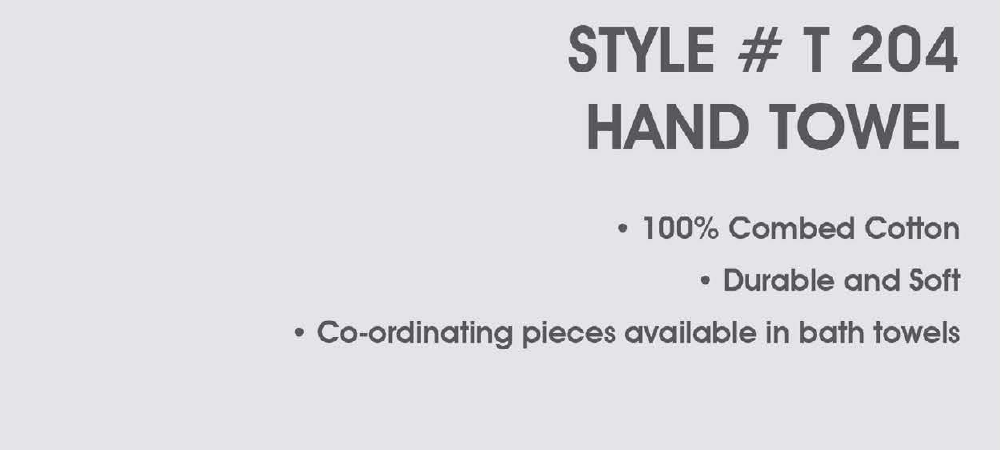 STYLE # T 204
HAND TOWEL
• 100% Combed Cotton
• Durable and Soft
• Co-ordinating pieces available in bath towels